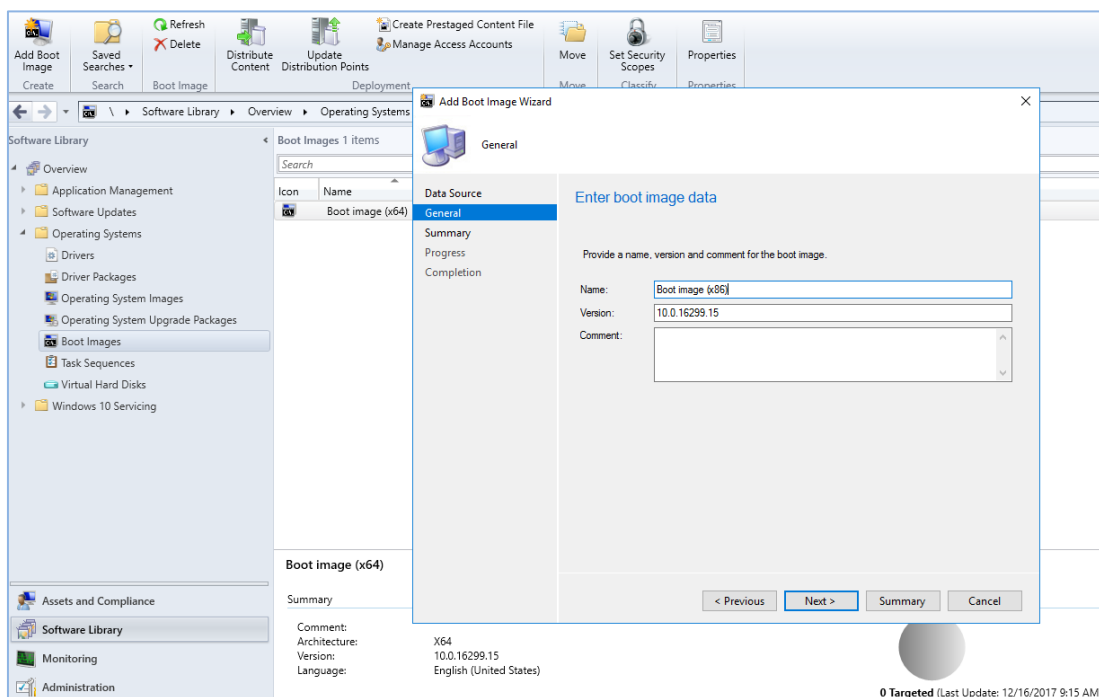 Add Boot Image
Saved Searches
Refresh
Delete
Distribute Content
Update Distribution Points
Create Prestaged Content File
Manage Access Accounts
Move
Set Security Scopes
Properties
Create
Search
Boot Image
Deployment
Move
Classify
Properties
\ Software Library Overview Operating Systems
Software Library
Overview
Application Management
Software Updates
Operating Systems
Drivers
Driver Packages
Operating System Images
Operating System Upgrade Packages
Boot Images
Task Sequences
Virtual Hard Disks
Windows 10 Servicing
Assets and Compliance
Software Library
Monitoring
Administration
Boot Images 1 items
Search
Icon Name
Boot image (x64)
Add Boot Image Wizard
General
Data Source
General
Summary
Progress
Completion
Enter boot image data
Provide a name, version and comment for the boot image.
Name: Boot image (x86)
Version: 10.0.16299.15
Comment:
< Previous Next > Summary Cancel
Boot image (x64)
Summary
Comment:
Architecture: X64
Version: 10.0.16299.15
Language: English (United States)
0 Targeted (Last Update: 12/16/2017 9:15 AM